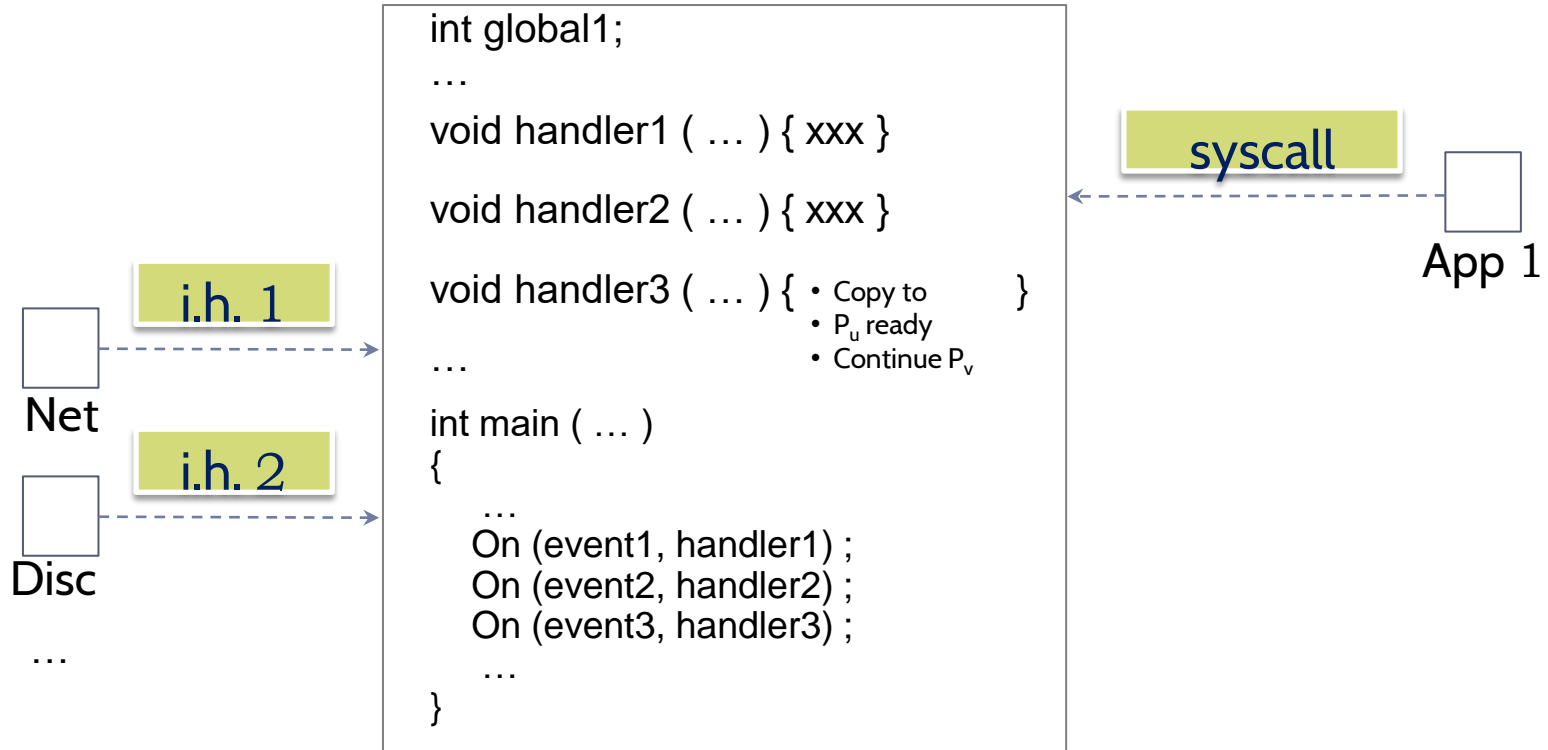 int global1;
…
void handler1 ( … ) { xxx }
syscall
void handler2 ( … ) { xxx }
App 1
void handler3 ( … ) { • Copy to }
• Pu ready
• Continue Pv
i.h. 1
Net
…
int main ( … )
{
i.h. 2
Disc
…
On (event1, handler1) ;
On (event2, handler2) ;
On (event3, handler3) ;
…
…
}